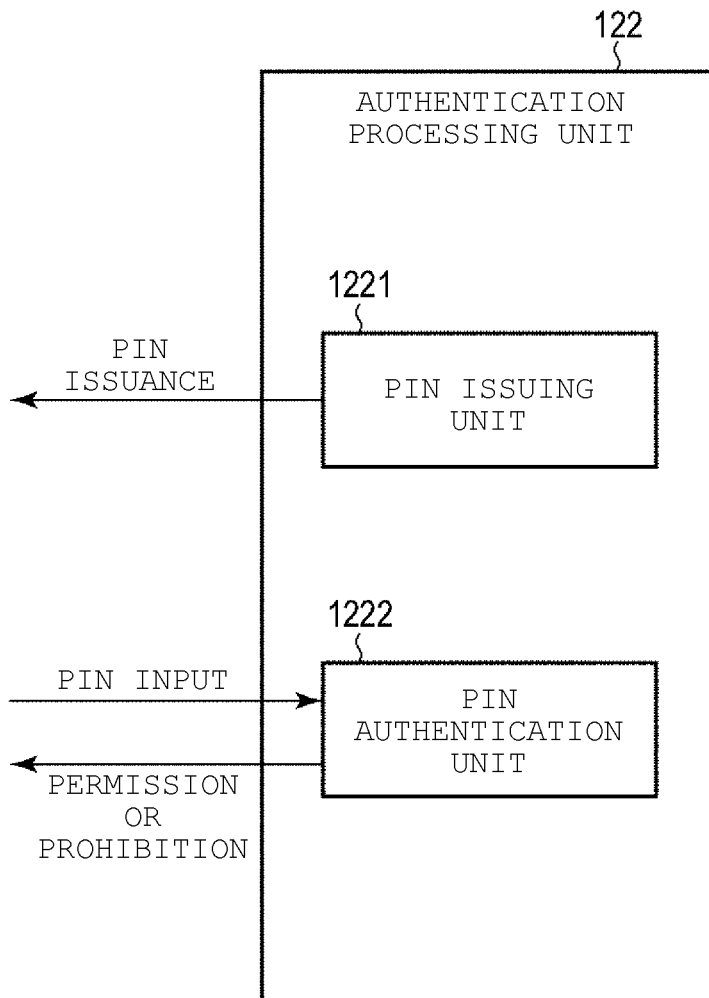 122
AUTHENTICATION
PROCESSING UNIT
1221
PIN
ISSUANCE
PIN ISSUING
UNIT
1222
PIN INPUT
PIN
AUTHENTICATION
UNIT
PERMISSION
OR
PROHIBITION